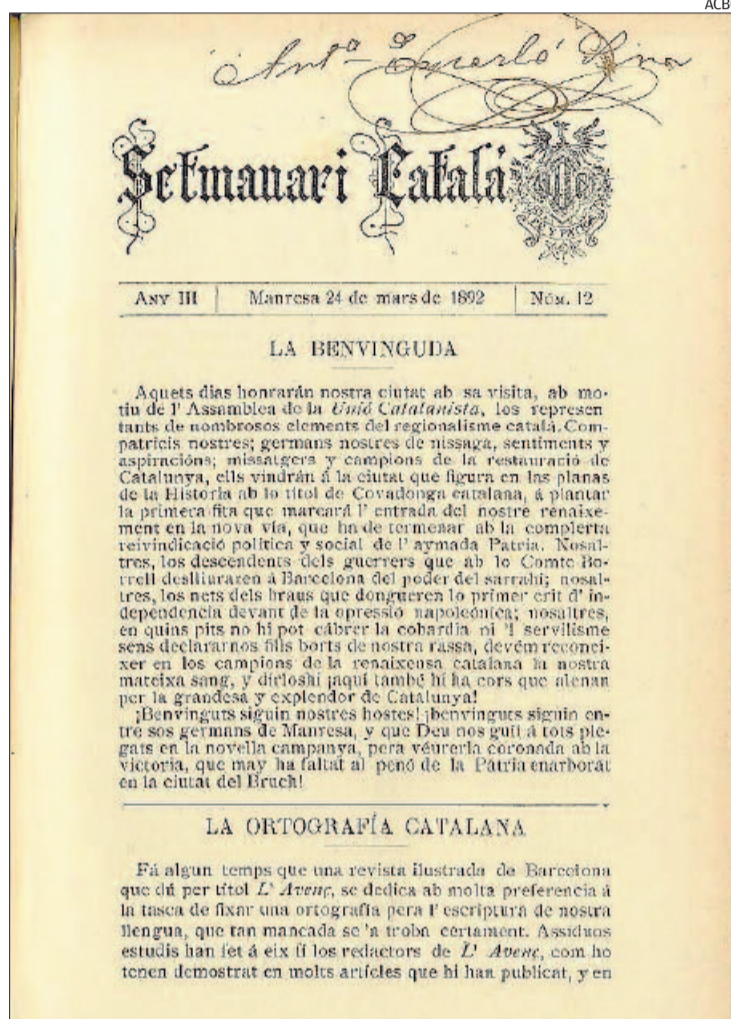 ACB
Setmanari Catalá
ANY III
Manresa 24 de mars de 1892
Núm. 12
LA BENVINGUDA
Aquets dias honrarán nostra ciutat ab sa visita, ab mo-
tiu de l' Assamblea de la Unió Catalanista, los represen
tants de nombrosos elements del regionalisme catalá. Com-
patricis nostres; germans nostres de nissaga, sentiments y
aspiracións; missatgers y campions de la restauració de
Catalunya, ells vindrán á la ciutat que figura en las planas
de la Historia ab lo títol de Covadonga catalana, á plantar
la primera fita que marcará l' entrada del nostre renaixe-
ment en la nova vía, que ha de termenar ab la complerta
reivindicació política y social de l' aymada Patria. Nosal-
tres, los descendents dels guerrers que ab lo Comte Bo-
rrell deslliuraren á Barcelona del poder del sarrahí; nosal-
tres, los nets dels braus que dongueren lo primer crit d' in-
dependencia devant de la opressió napoleónica; nosaltres,
en quins pits no hi pot cábrer la cobardía ni 'l servilisme
sens declararnos fills borts de nostra rassa, devém reconei-
xer en los campions de la renaixensa catalana la nostra
mateixa sang, y dirloshi ¡aquí també hi ha cors que alenan
per la grandesa y explendor de Catalunya!
¡Benvinguts siguin nostres hostes! ¡benvinguts siguin en-
tre sos germans de Manresa, y que Deu nos guii á tots ple-
gats en la novella campanya, pera véurerla coronada ab la
victoria, que may ha faltat al penó de la Pátria enarborat
en la ciutat del Bruch!
LA ORTOGRAFÍA CATALANA
Fá algun temps que una revista ilustrada de Barcelona
que dú per títol L' Avenç, se dedica ab molta preferencia á
la tasca de fixar una ortografía pera l' escriptura de nostra
llengua, que tan mancada se 'n troba certament. Assiduos
estudis han fet á eix fí los redactors de L' Avenç, com ho
tenen demostrat en molts artícles que hi han publicat, y en